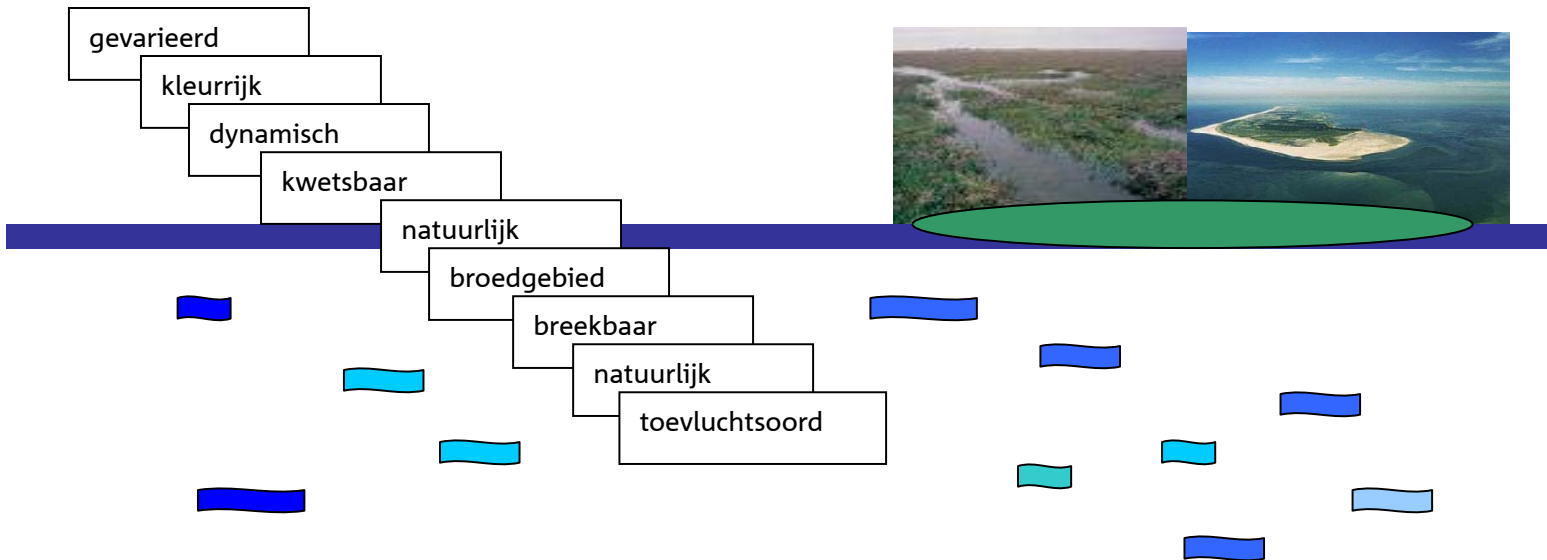 gevarieerd
kleurrijk
dynamisch
kwetsbaar
natuurlijk
broedgebied
breekbaar
natuurlijk
toevluchtsoord